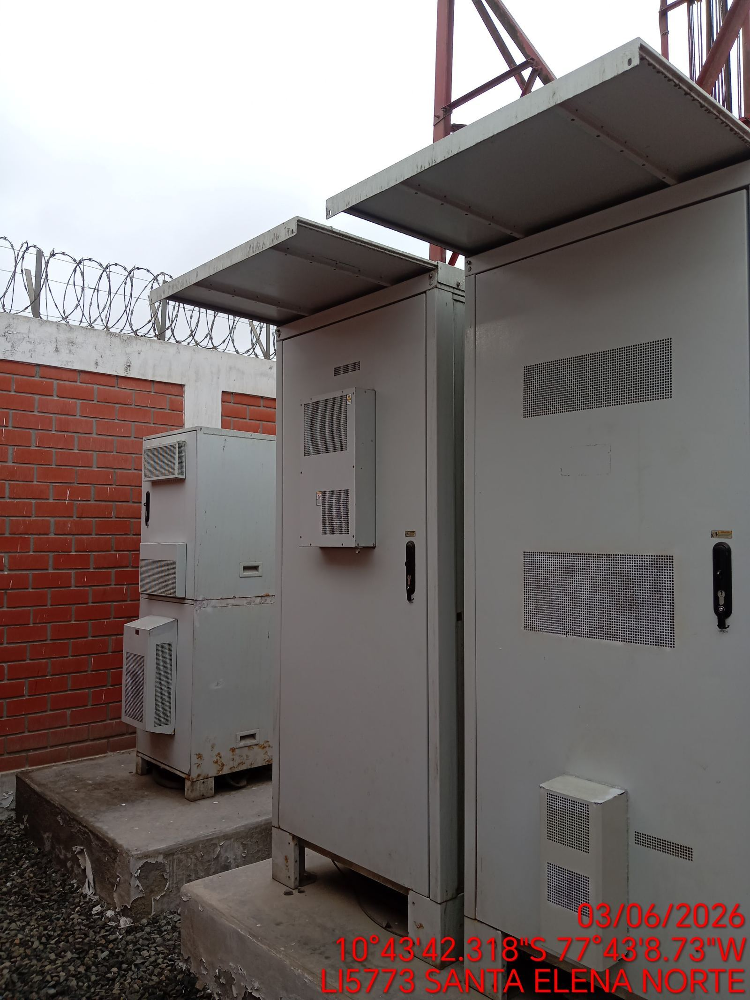 OPEN
03/06/2026
10°43'42.318"S 77°43'8.73"W
LI5773 SANTA ELENA NORTE